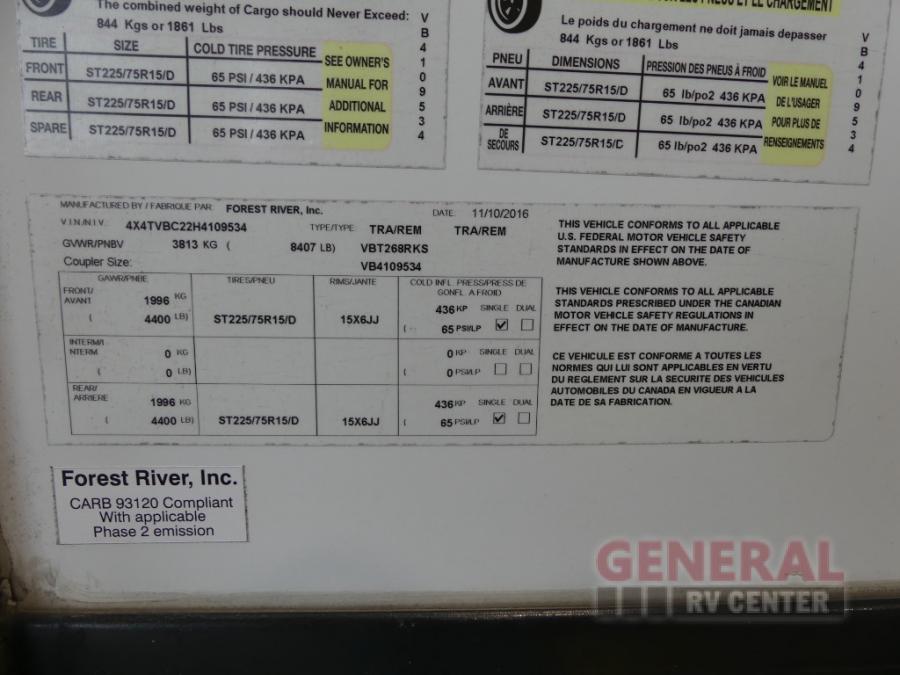 The combined weight of Cargo should Never Exceed:
844 Kgs or 1861 Lbs
TIRE SIZE COLD TIRE PRESSURE
FRONT ST225/75R15/D 65 PSI / 436 KPA
REAR ST225/75R15/D 65 PSI / 436 KPA
SPARE ST225/75R15/D 65 PSI / 436 KPA
SEE OWNER'S
MANUAL FOR
ADDITIONAL
INFORMATION
VB4109534
ET LE CHARGEMENT
Le poids du chargement ne doit jamais depasser
844 Kgs or 1861 Lbs
PNEU DIMENSIONS PRESSION DES PNEUS À FROID
AVANT ST225/75R15/D 65 lb/po2 436 KPA
ARRIÈRE ST225/75R15/D 65 lb/po2 436 KPA
DE SECOURS ST225/75R15/C 65 lb/po2 436 KPA
VOIR LE MANUEL
DE L'USAGER
POUR PLUS DE
RENSEIGNEMENTS
VB4109534
MANUFACTURED BY / FABRIQUE PAR: FOREST RIVER, Inc. DATE: 11/10/2016
V.I.N./N.I.V.: 4X4TVBC22H4109534 TYPE/TYPE: TRA/REM TRA/REM
GVWR/PNBV 3813 KG ( 8407 LB) VBT268RKS
Coupler Size: VB4109534
GAWR/PNBE TIRES/PNEU RIMS/JANTE COLD INFL. PRESS/PRESS DE
GONFL. A FROID
FRONT/
AVANT 1996 KG 436 KP SINGLE DUAL
( 4400 LB) ST225/75R15/D 15X6JJ ( 65 PSI/LP
INTERM/I
NTERM 0 KG 0 KP SINGLE DUAL
( 0 LB) ( 0 PSI/LP
REAR/
ARRIERE 1996 KG 436 KP SINGLE DUAL
( 4400 LB) ST225/75R15/D 15X6JJ ( 65 PSI/LP
THIS VEHICLE CONFORMS TO ALL APPLICABLE
U.S. FEDERAL MOTOR VEHICLE SAFETY
STANDARDS IN EFFECT ON THE DATE OF
MANUFACTURE SHOWN ABOVE.
THIS VEHICLE CONFORMS TO ALL APPLICABLE
STANDARDS PRESCRIBED UNDER THE CANADIAN
MOTOR VEHICLE SAFETY REGULATIONS IN
EFFECT ON THE DATE OF MANUFACTURE.
CE VEHICULE EST CONFORME A TOUTES LES
NORMES QUI LUI SONT APPLICABLES EN VERTU
DU REGLEMENT SUR LA SECURITE DES VEHICULES
AUTOMOBILES DU CANADA EN VIGUEUR A LA
DATE DE SA FABRICATION.
Forest River, Inc.
CARB 93120 Compliant
With applicable
Phase 2 emission
GENERAL
RV CENTER